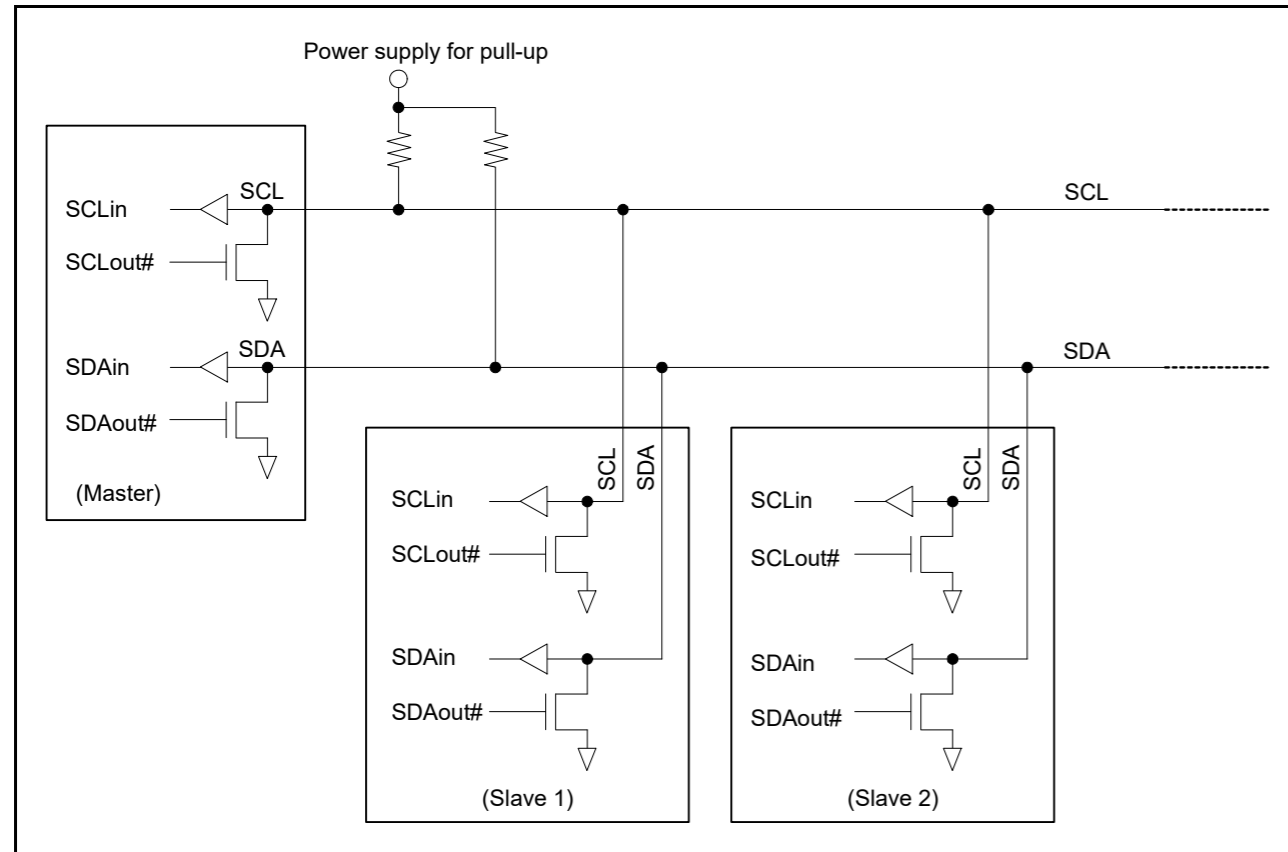 Power supply for pull-up
SCL
SCLin
SCL
SCLout#
SDA
SDAin
SDA
SDAout#
(Master)
SCL
SDA
SCLin
SCLout#
SDAin
SDAout#
(Slave 1)
SCL
SDA
SCLin
SCLout#
SDAin
SDAout#
(Slave 2)